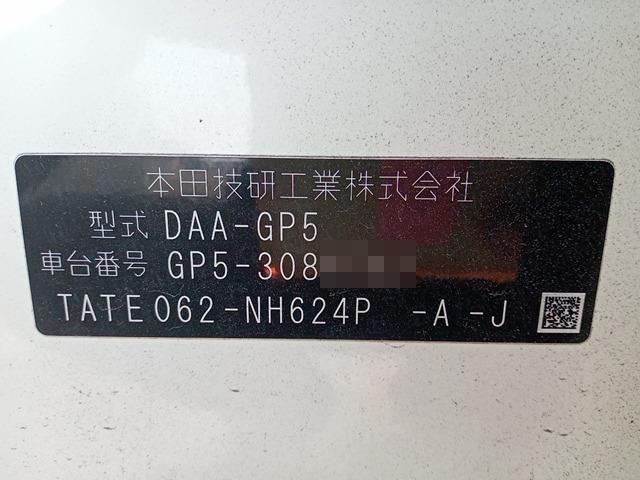 本田技研工業株式会社
型式 DAA-GP5
車台番号 GP5-308
TATE062-NH624P -A -J